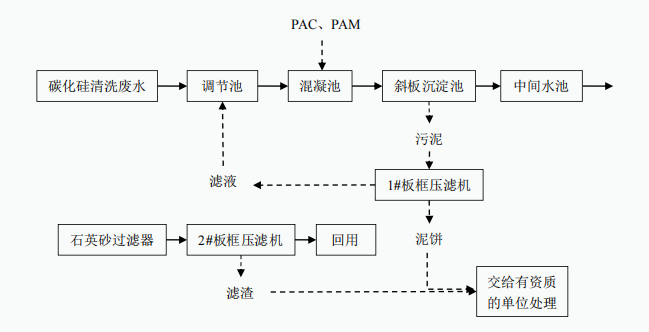 PAC、PAM
碳化硅清洗废水
调节池
混凝池
斜板沉淀池
中间水池
污泥
滤液
1#板框压滤机
石英砂过滤器
2#板框压滤机
回用
泥饼
滤渣
交给有资质
的单位处理